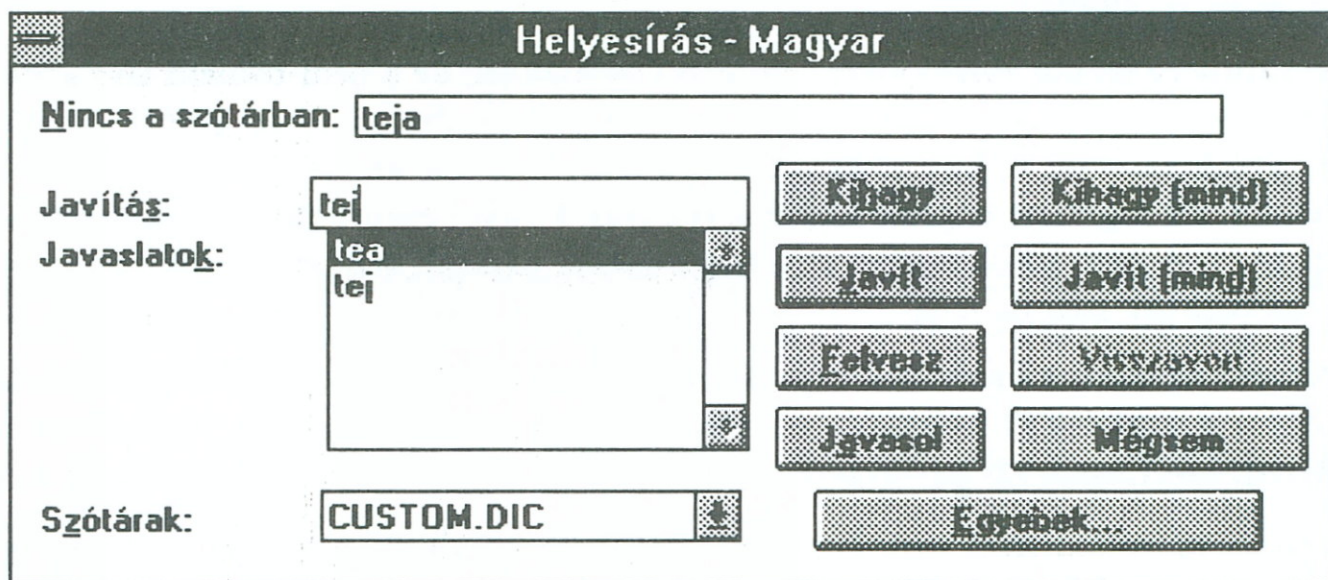 Helyesírás - Magyar
Nincs a szótárban: teja
Javítás: tej
Kihagy Kihagy (mind)
Javaslatok: tea
tej
Javít Javít (mind)
Felvesz Visszavon
Javasol Mégsem
Szótárak: CUSTOM.DIC
Egyebek...